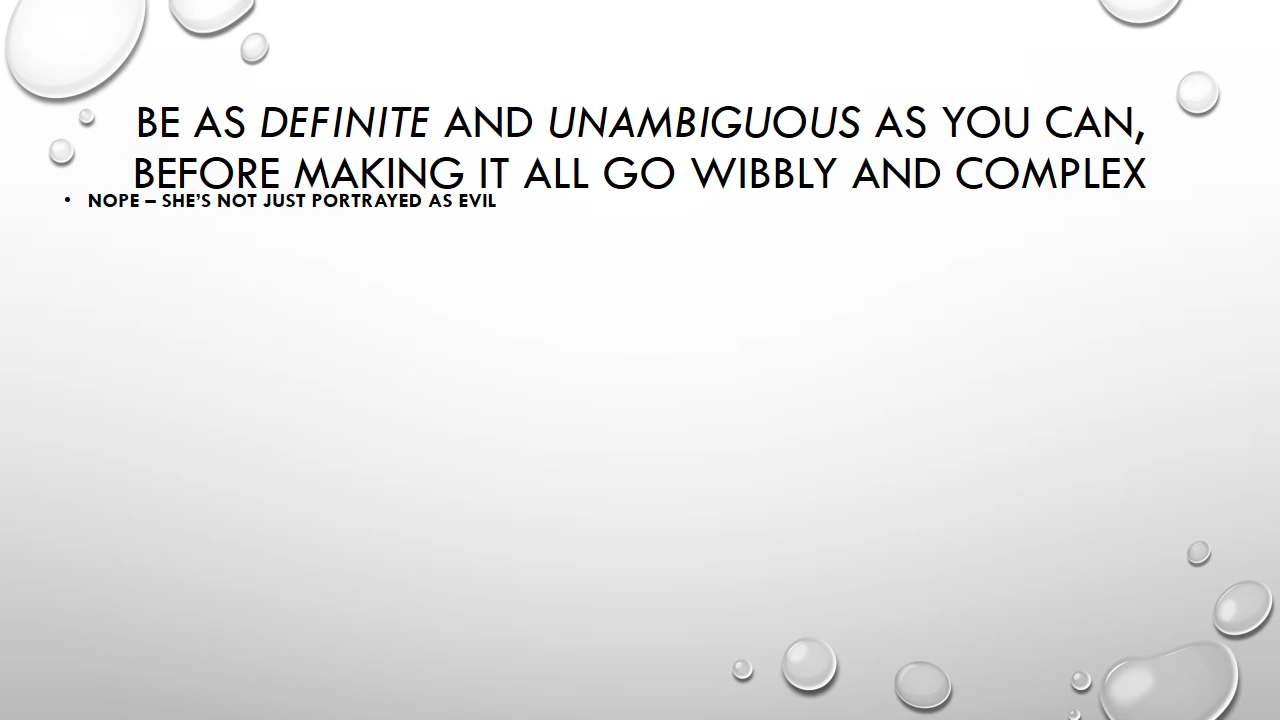 BE AS DEFINITE AND UNAMBIGUOUS AS YOU CAN,
BEFORE MAKING IT ALL GO WIBBLY AND COMPLEX
• NOPE – SHE'S NOT JUST PORTRAYED AS EVIL